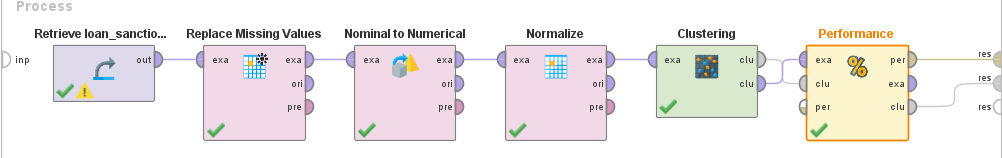 Process
Retrieve loan_sanctio...
Replace Missing Values
Nominal to Numerical
Normalize
Clustering
Performance
inp
out
exa
exa
ori
pre
exa
exa
ori
pre
exa
exa
ori
pre
exa
clu
clu
exa
clu
per
%
per
exa
clu
res
res
res